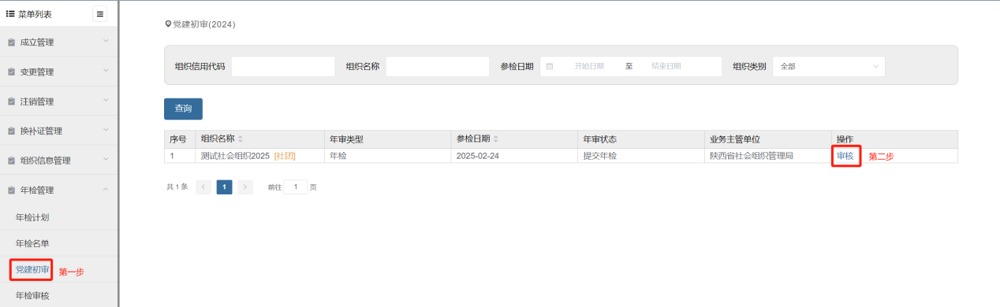 菜单列表
成立管理
变更管理
注销管理
换补证管理
组织信息管理
年检管理
年检计划
年检名单
党建初审 第一步
年检审核
党建初审(2024)
组织信用代码 组织名称 参检日期 开始日期 至 结束日期 组织类别 全部
查询
序号 组织名称 年审类型 参检日期 年审状态 业务主管单位 操作
1 测试社会组织2025 [社团] 年检 2025-02-24 提交年检 陕西省社会组织管理局 审核 第二步
共 1 条 < 1 > 前往 1 页